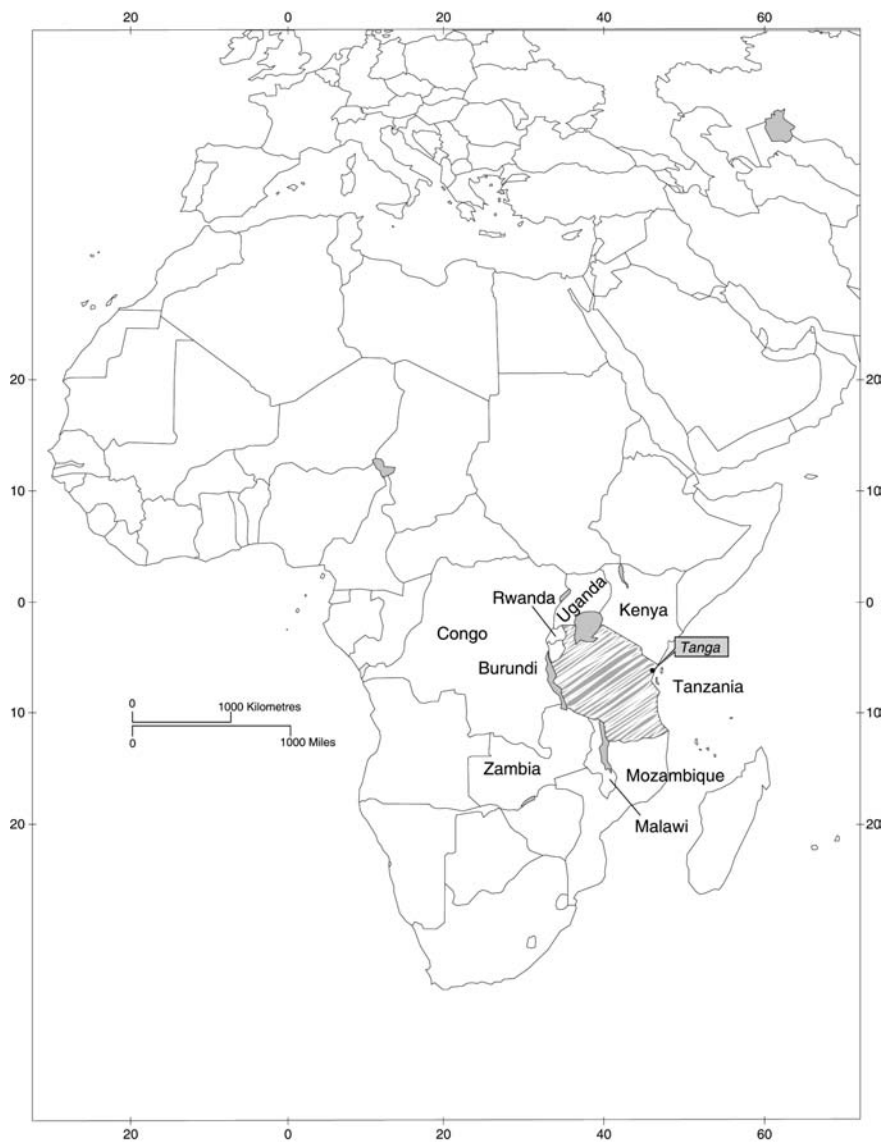 20 0 20 40 60
20 20
10 10
0 0
Rwanda
Uganda
Kenya
Congo
Tanga
Burundi
Tanzania
0 1000 Kilometres
10 10
0 1000 Miles
Zambia
Mozambique
Malawi
20 20
20 0 20 40 60